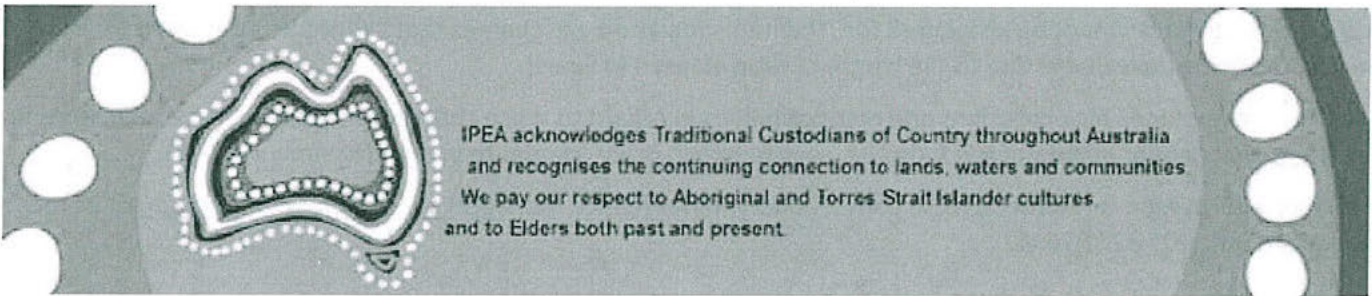 IPEA acknowledges Traditional Custodians of Country throughout Australia
and recognises the continuing connection to lands, waters and communities.
We pay our respect to Aboriginal and Torres Strait Islander cultures
and to Elders both past and present.